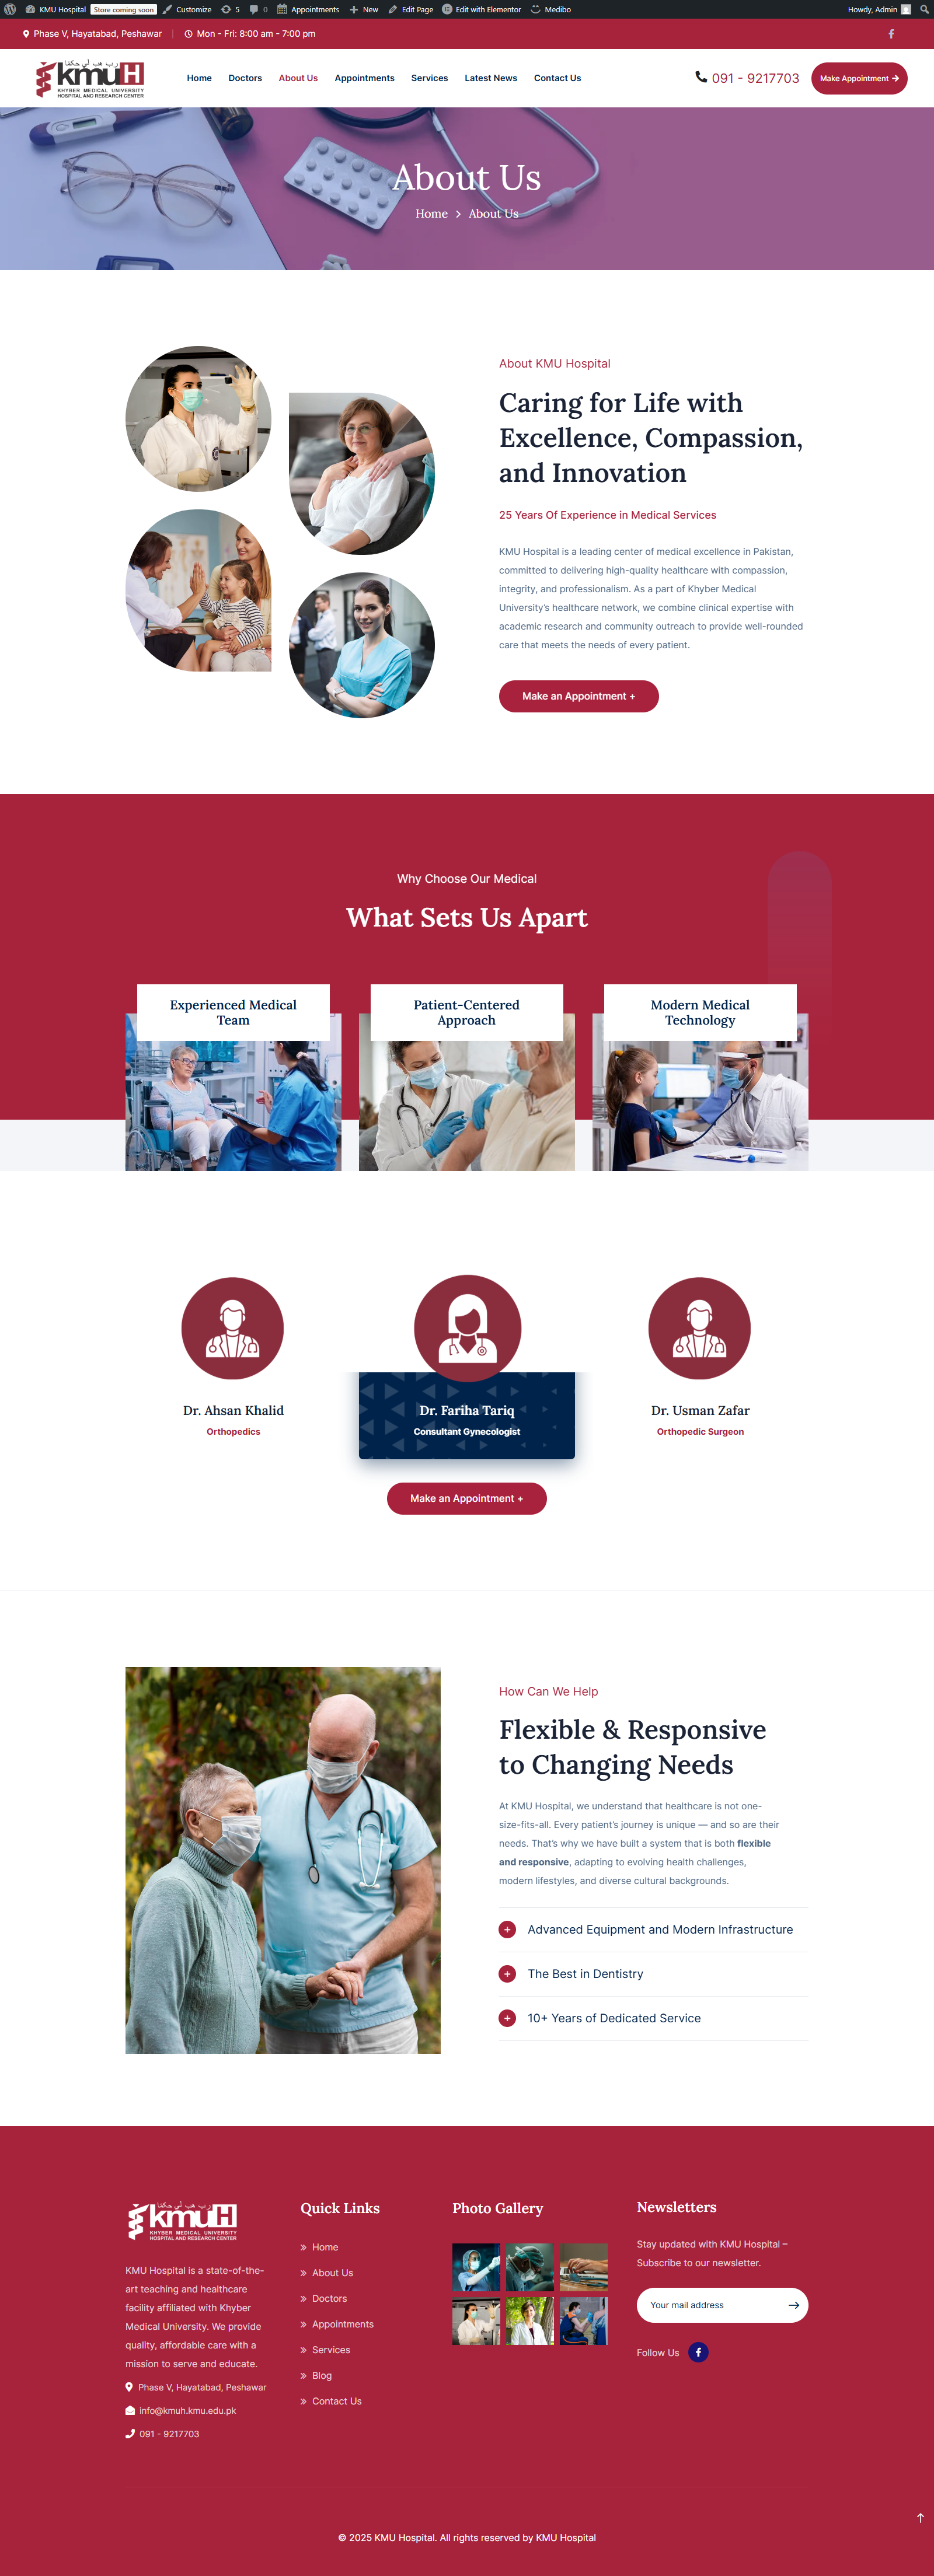 KMU Hospital Store coming soon Customize 5 0 Appointments New Edit Page Edit with Elementor Medibo Howdy, Admin
Phase V, Hayatabad, Peshawar Mon - Fri: 8:00 am - 7:00 pm
رب هب لي حكما
kmuH
KHYBER MEDICAL UNIVERSITY
HOSPITAL AND RESEARCH CENTER
Home Doctors About Us Appointments Services Latest News Contact Us
091 - 9217703
Make Appointment
About Us
Home About Us
About KMU Hospital
Caring for Life with
Excellence, Compassion,
and Innovation
25 Years Of Experience in Medical Services
KMU Hospital is a leading center of medical excellence in Pakistan,
committed to delivering high-quality healthcare with compassion,
integrity, and professionalism. As a part of Khyber Medical
University's healthcare network, we combine clinical expertise with
academic research and community outreach to provide well-rounded
care that meets the needs of every patient.
Make an Appointment +
Why Choose Our Medical
What Sets Us Apart
Experienced Medical
Team
Patient-Centered
Approach
Modern Medical
Technology
Dr. Ahsan Khalid
Orthopedics
Dr. Fariha Tariq
Consultant Gynecologist
Dr. Usman Zafar
Orthopedic Surgeon
Make an Appointment +
How Can We Help
Flexible & Responsive
to Changing Needs
At KMU Hospital, we understand that healthcare is not one-
size-fits-all. Every patient's journey is unique — and so are their
needs. That's why we have built a system that is both flexible
and responsive, adapting to evolving health challenges,
modern lifestyles, and diverse cultural backgrounds.
Advanced Equipment and Modern Infrastructure
The Best in Dentistry
10+ Years of Dedicated Service
رب هب لي حكما
kmuH
KHYBER MEDICAL UNIVERSITY
HOSPITAL AND RESEARCH CENTER
KMU Hospital is a state-of-the-
art teaching and healthcare
facility affiliated with Khyber
Medical University. We provide
quality, affordable care with a
mission to serve and educate.
Phase V, Hayatabad, Peshawar
info@kmuh.kmu.edu.pk
091 - 9217703
Quick Links
Home
About Us
Doctors
Appointments
Services
Blog
Contact Us
Photo Gallery
Newsletters
Stay updated with KMU Hospital –
Subscribe to our newsletter.
Your mail address
Follow Us
© 2025 KMU Hospital. All rights reserved by KMU Hospital